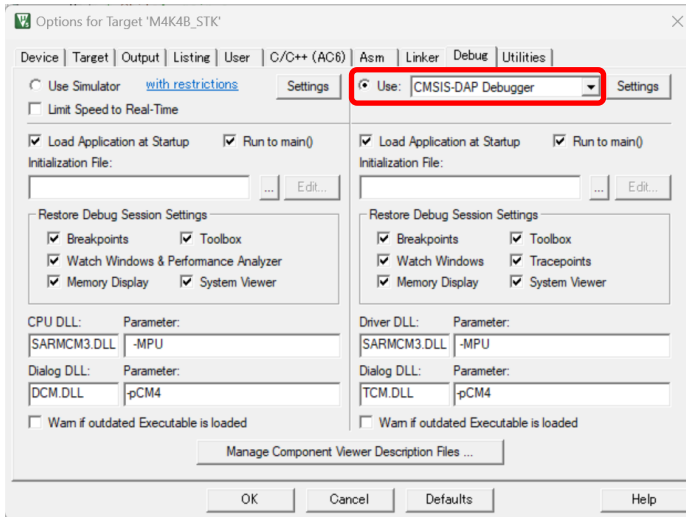 Options for Target 'M4K4B_STK'
Device Target Output Listing User C/C++ (AC6) Asm Linker Debug Utilities
Use Simulator with restrictions Settings
Limit Speed to Real-Time
Use: CMSIS-DAP Debugger Settings
Load Application at Startup Run to main()
Initialization File:
... Edit...
Restore Debug Session Settings
Breakpoints Toolbox
Watch Windows & Performance Analyzer
Memory Display System Viewer
Load Application at Startup Run to main()
Initialization File:
... Edit...
Restore Debug Session Settings
Breakpoints Toolbox
Watch Windows Tracepoints
Memory Display System Viewer
CPU DLL: Parameter:
SARMCM3.DLL -MPU
Dialog DLL: Parameter:
DCM.DLL -pCM4
Warn if outdated Executable is loaded
Driver DLL: Parameter:
SARMCM3.DLL -MPU
Dialog DLL: Parameter:
TCM.DLL -pCM4
Warn if outdated Executable is loaded
Manage Component Viewer Description Files ...
OK Cancel Defaults Help